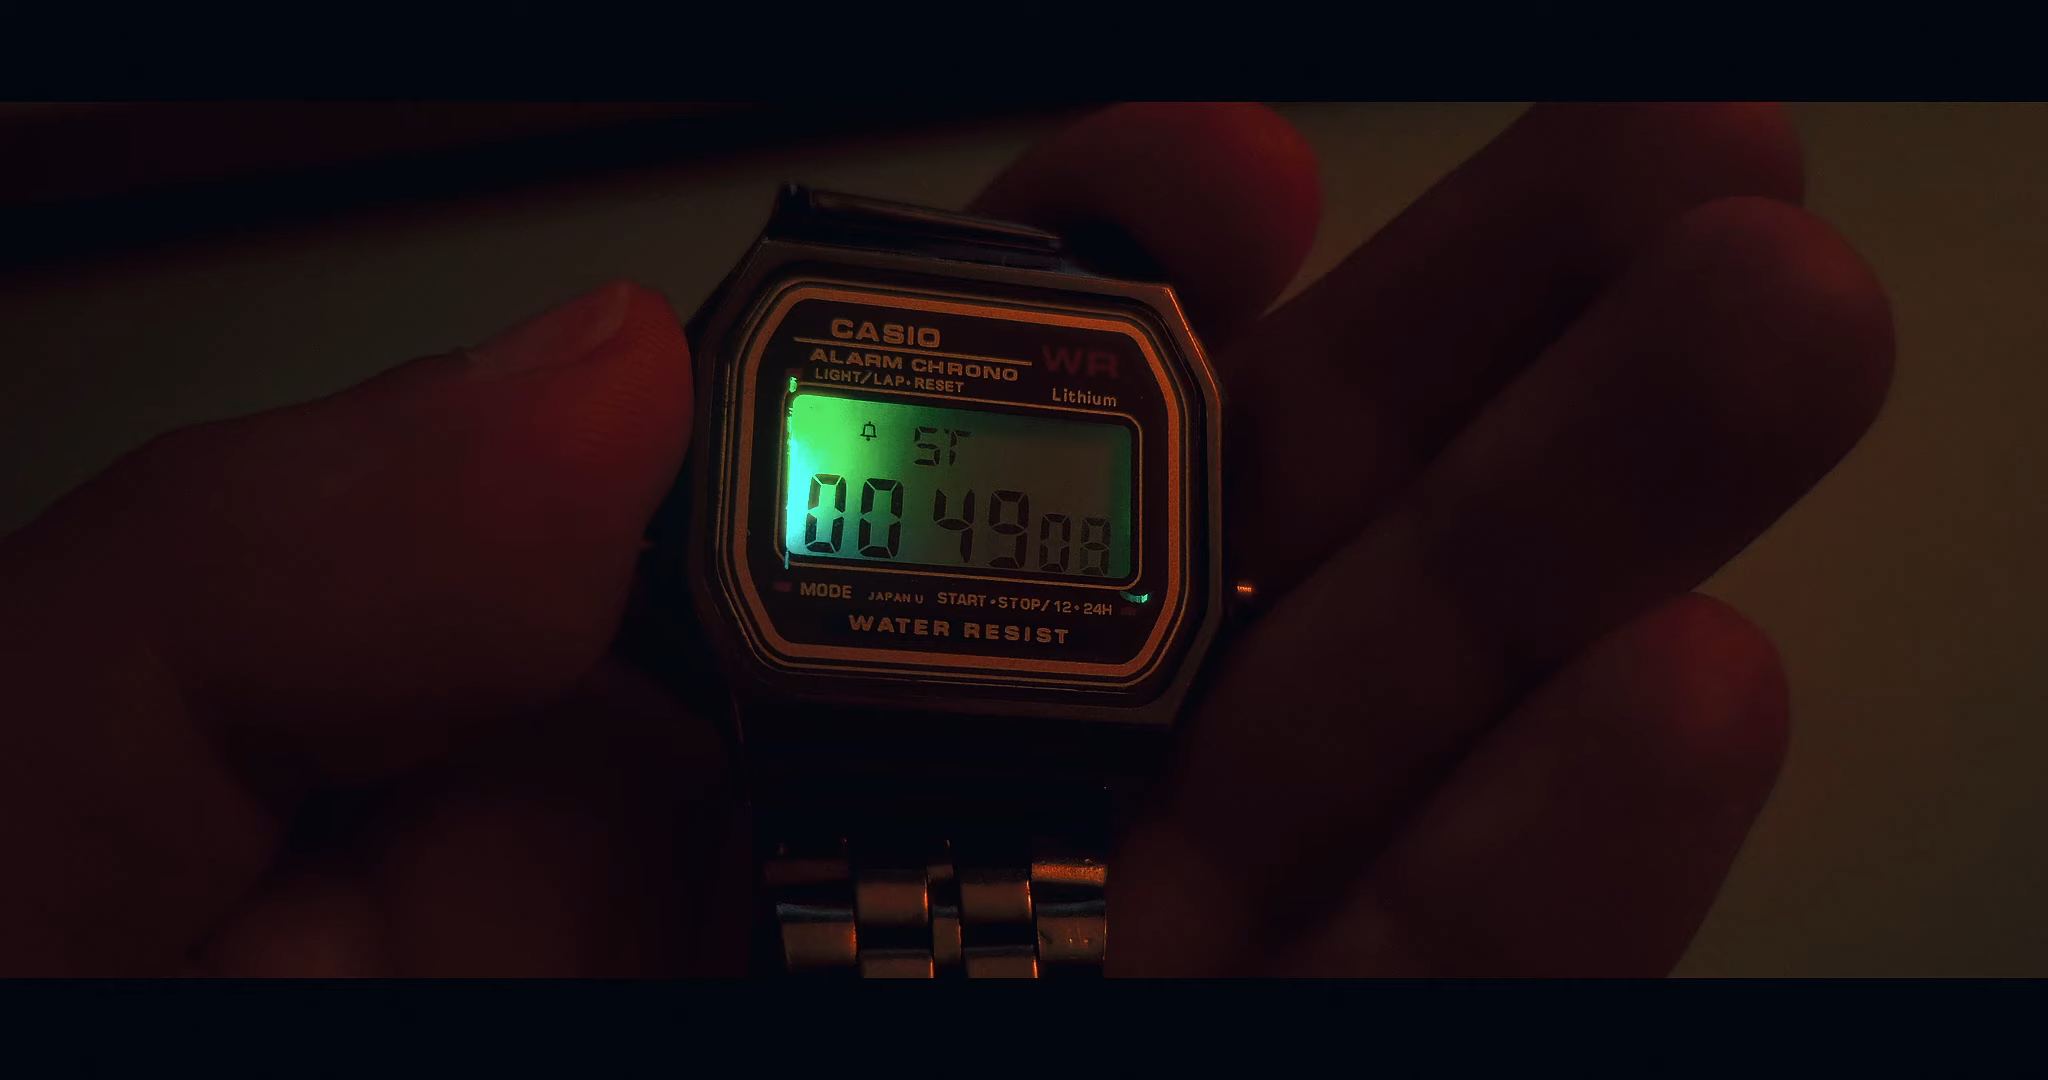 CASIO
ALARM CHRONO WR
LIGHT/LAP•RESET
Lithium
ST
00 49 08
MODE JAPAN U START•STOP/12•24H
WATER RESIST